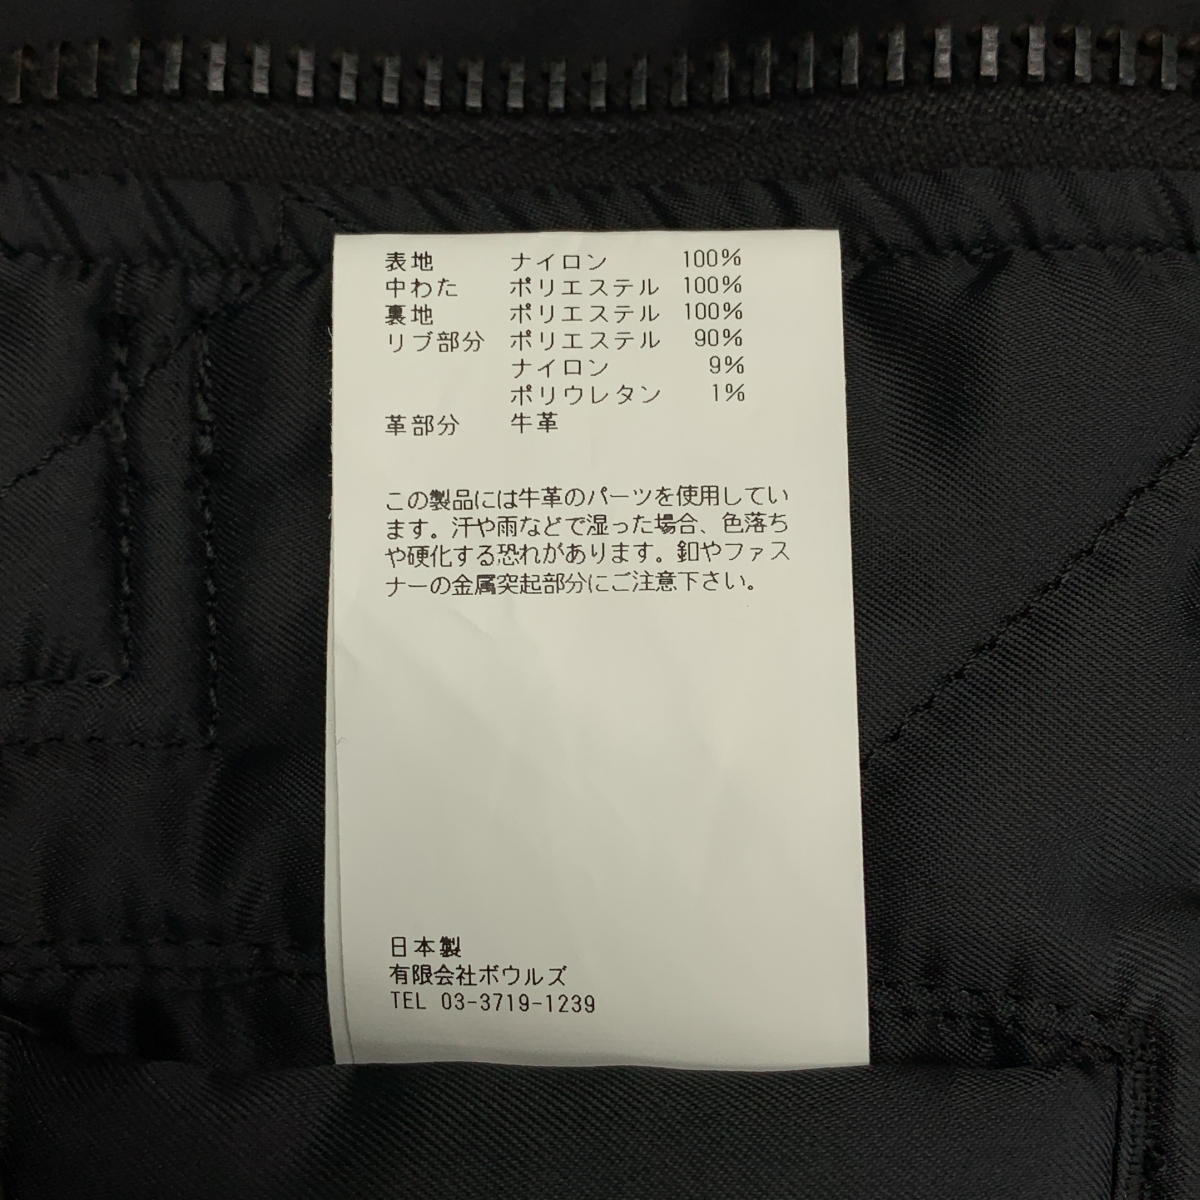 表地 ナイロン 100%
中わた ポリエステル 100%
裏地 ポリエステル 100%
リブ部分 ポリエステル 90%
ナイロン 9%
ポリウレタン 1%
革部分 牛革
この製品には牛革のパーツを使用してい
ます。汗や雨などで湿った場合、色落ち
や硬化する恐れがあります。釦やファス
ナーの金属突起部分にご注意下さい。
日本製
有限会社ボウルズ
TEL 03-3719-1239